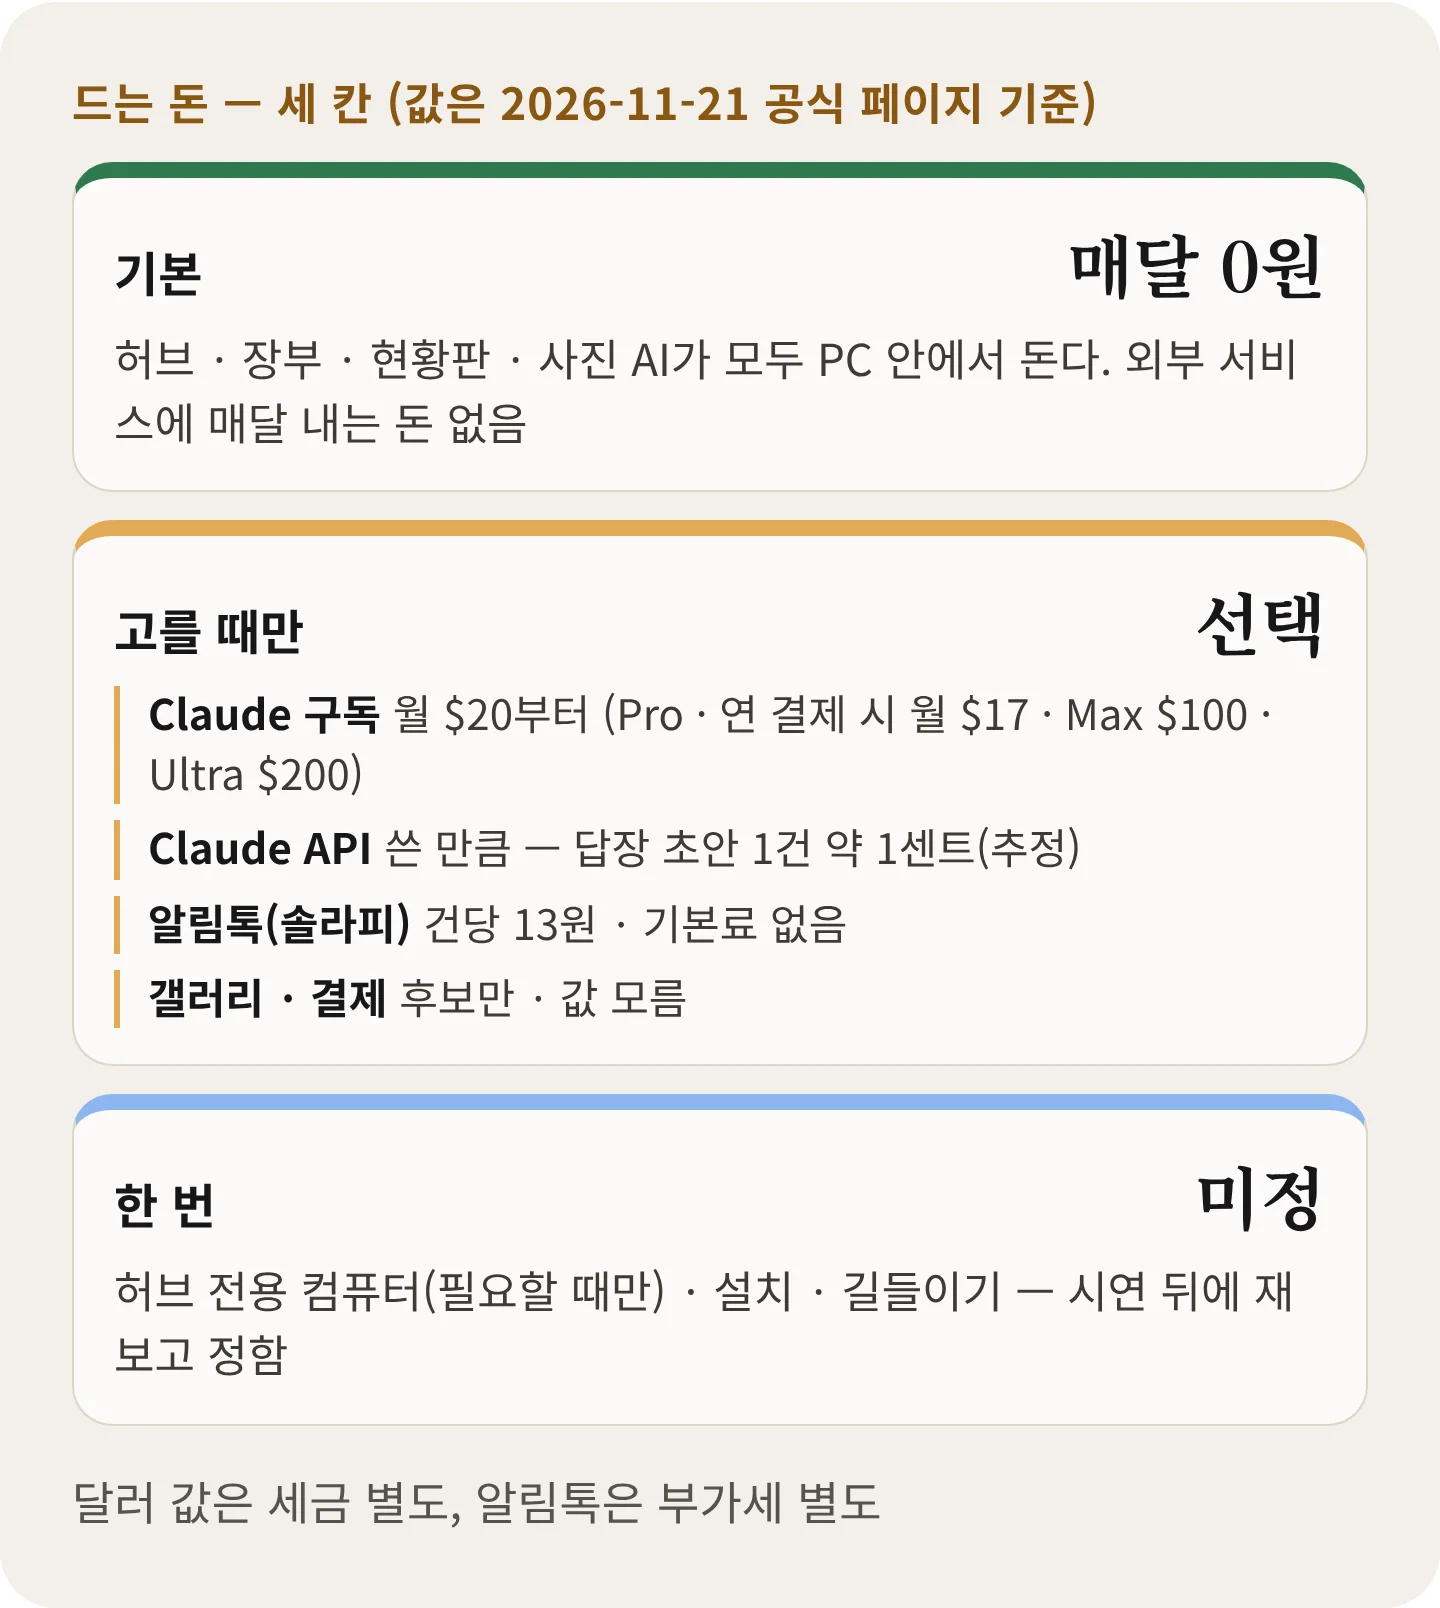 드는 돈 — 세 칸 (값은 2026-11-21 공식 페이지 기준)
기본
매달 0원
허브 · 장부 · 현황판 · 사진 AI가 모두 PC 안에서 돈다. 외부 서비
스에 매달 내는 돈 없음
고를 때만
선택
Claude 구독 월 $20부터 (Pro · 연 결제 시 월 $17 · Max $100 ·
Ultra $200)
Claude API 쓴 만큼 — 답장 초안 1건 약 1센트(추정)
알림톡(솔라피) 건당 13원 · 기본료 없음
갤러리 · 결제 후보만 · 값 모름
한 번
미정
허브 전용 컴퓨터(필요할 때만) · 설치 · 길들이기 — 시연 뒤에 재
보고 정함
달러 값은 세금 별도, 알림톡은 부가세 별도